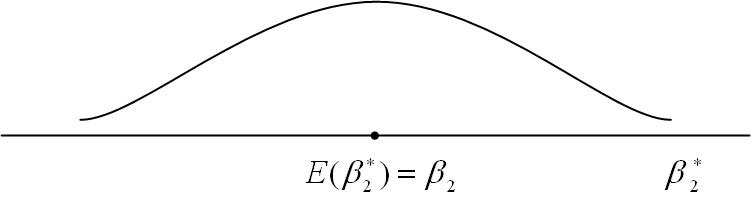 E(β₂*) = β₂ β₂*